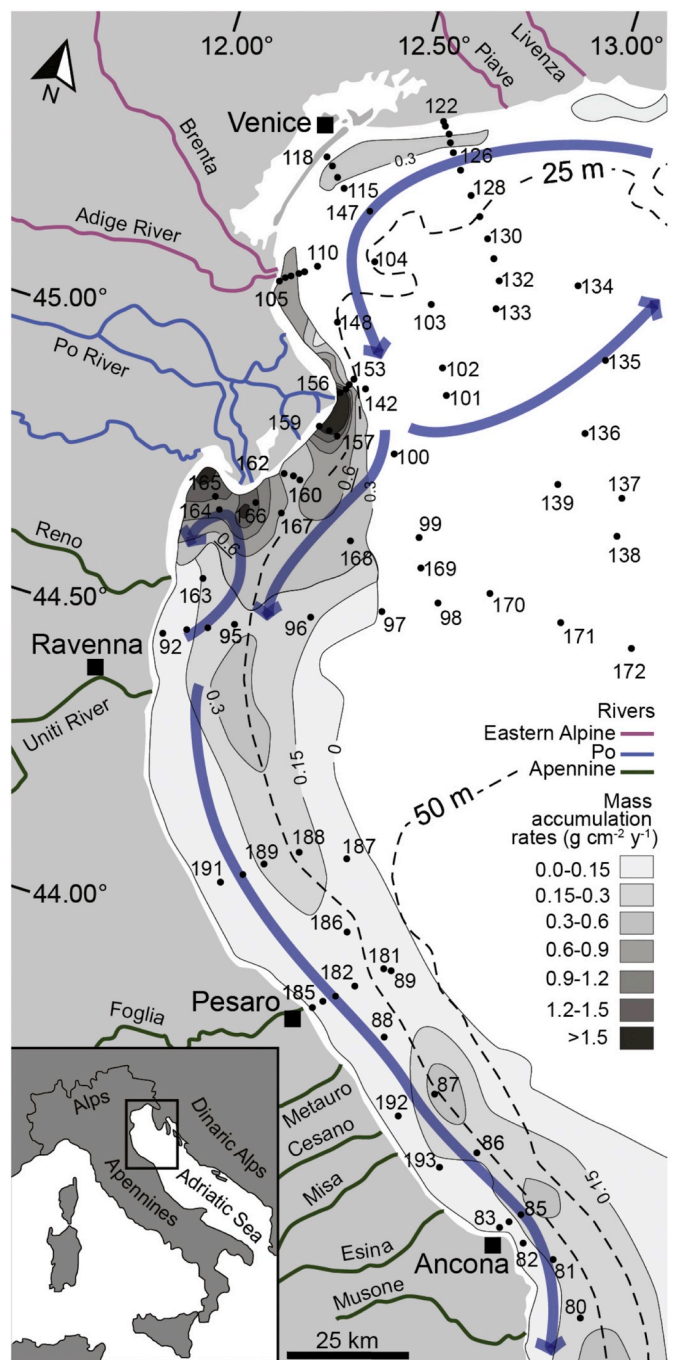 12.00°
12.50°
13.00°
N
Piave
Livenza
Brenta
Venice
122
118
0.3
126
115
25 m
128
147
Adige River
110
104
130
105
132
134
45.00°
103
133
148
Po River
153
135
102
156
142
101
159
157
136
100
162
0.6
165
160
0.3
139
137
164
166
167
99
Reno
0.6
168
138
169
44.50°
163
170
98
96
97
95
92
171
Ravenna
172
0.3
Uniti River
0
0.15
Rivers
Eastern Alpine
Po
Apennine
50 m
Mass
accumulation
rates (g cm⁻² y⁻¹)
0.0-0.15
0.15-0.3
0.3-0.6
0.6-0.9
0.9-1.2
1.2-1.5
>1.5
188
187
189
191
44.00°
186
181
182
89
185
Pesaro
Foglia
88
87
Metauro
192
Cesano
86
193
Misa
0.15
85
83
Esina
Ancona
82
81
Musone
80
25 km
Alps
Dinaric Alps
Apennines
Adriatic Sea